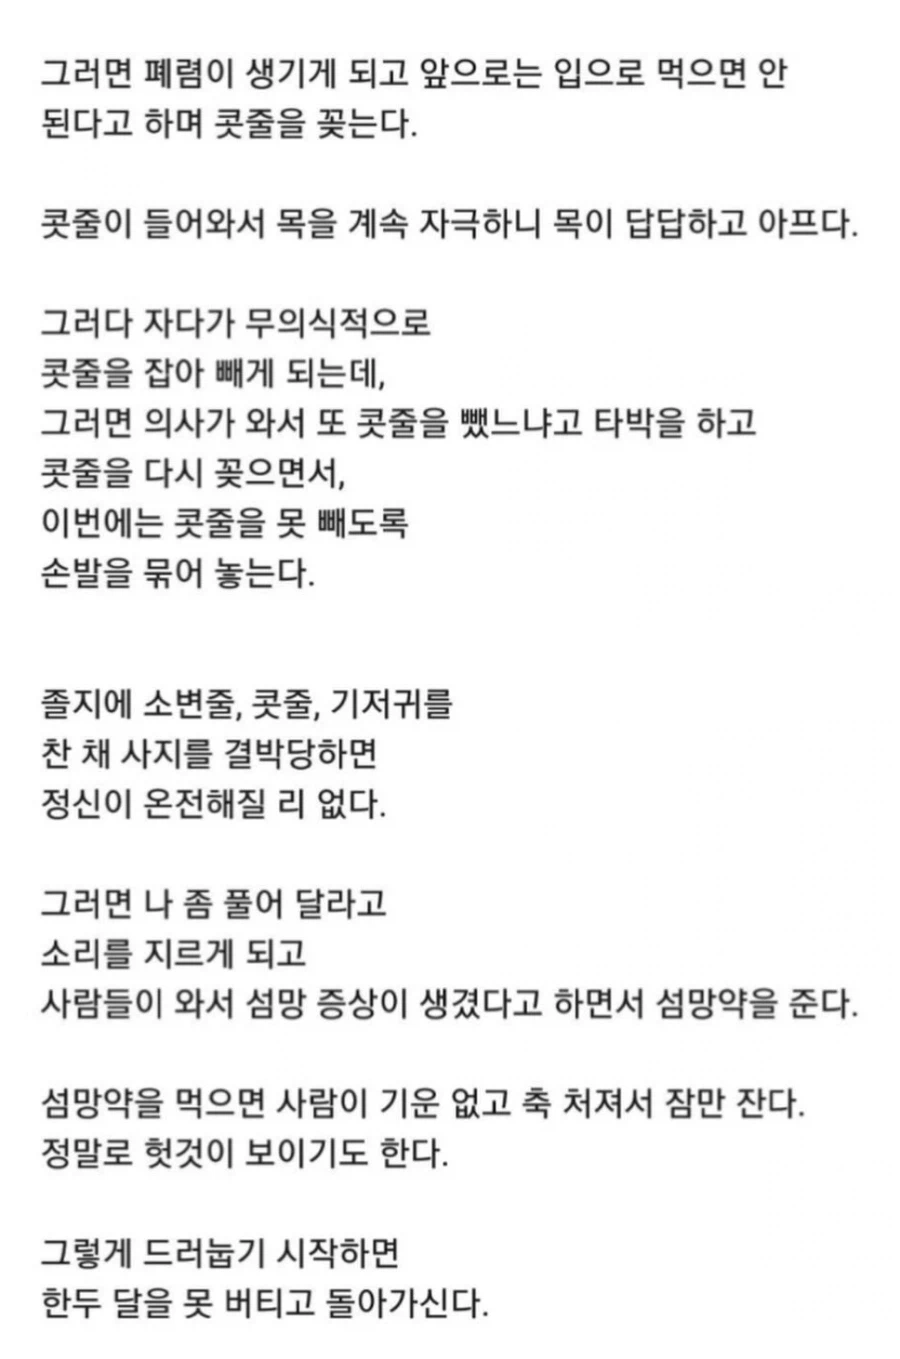 그러면 폐렴이 생기게 되고 앞으로는 입으로 먹으면 안
된다고 하며 콧줄을 꽂는다.
콧줄이 들어와서 목을 계속 자극하니 목이 답답하고 아프다.
그러다 자다가 무의식적으로
콧줄을 잡아 빼게 되는데,
그러면 의사가 와서 또 콧줄을 뺐느냐고 타박을 하고
콧줄을 다시 꽂으면서,
이번에는 콧줄을 못 빼도록
손발을 묶어 놓는다.
졸지에 소변줄, 콧줄, 기저귀를
찬 채 사지를 결박당하면
정신이 온전해질 리 없다.
그러면 나 좀 풀어 달라고
소리를 지르게 되고
사람들이 와서 섬망 증상이 생겼다고 하면서 섬망약을 준다.
섬망약을 먹으면 사람이 기운 없고 축 처져서 잠만 잔다.
정말로 헛것이 보이기도 한다.
그렇게 드러눕기 시작하면
한두 달을 못 버티고 돌아가신다.